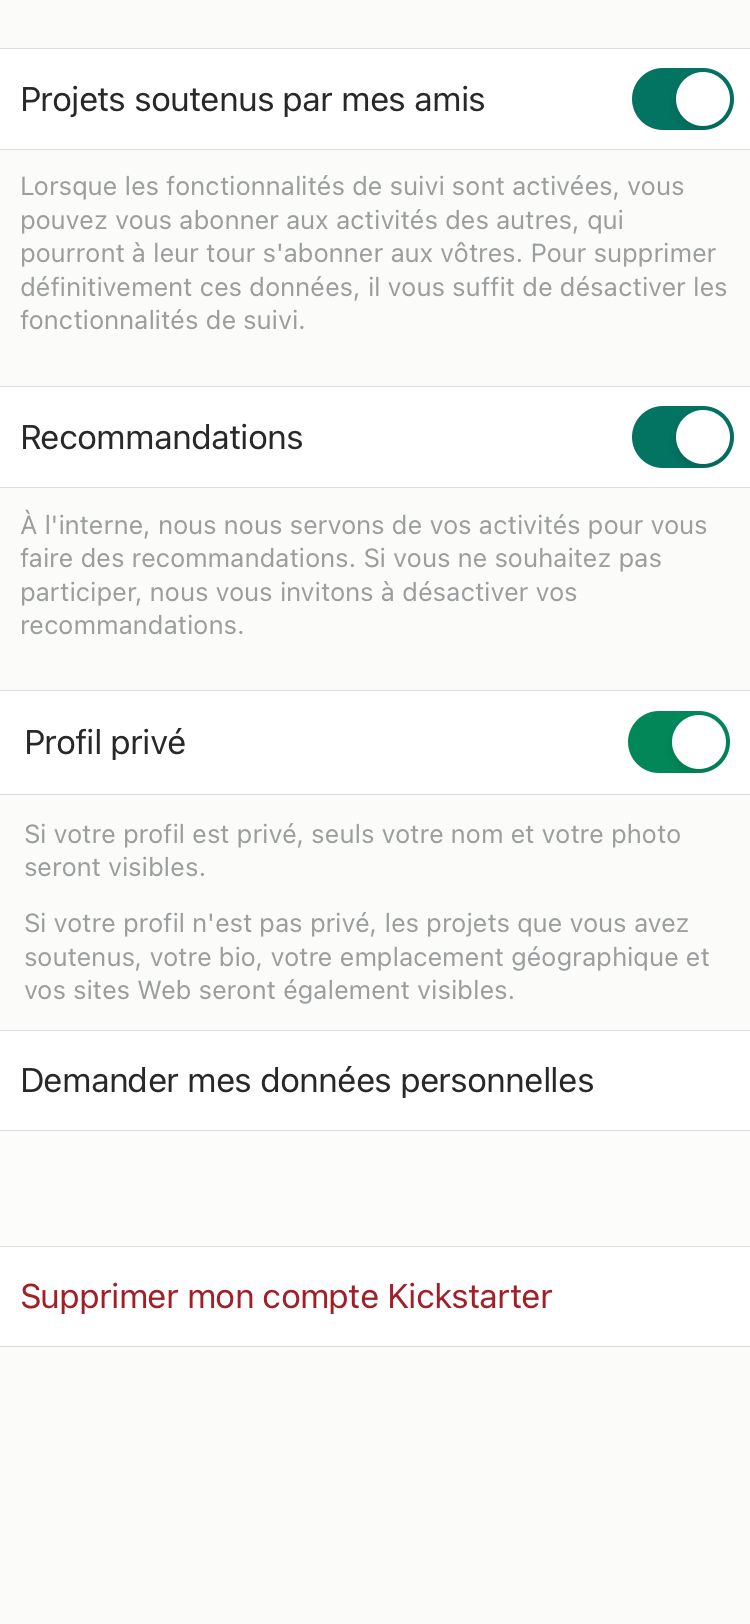 Projets soutenus par mes amis
Lorsque les fonctionnalités de suivi sont activées, vous
pouvez vous abonner aux activités des autres, qui
pourront à leur tour s'abonner aux vôtres. Pour supprimer
définitivement ces données, il vous suffit de désactiver les
fonctionnalités de suivi.
Recommandations
À l'interne, nous nous servons de vos activités pour vous
faire des recommandations. Si vous ne souhaitez pas
participer, nous vous invitons à désactiver vos
recommandations.
Profil privé
Si votre profil est privé, seuls votre nom et votre photo
seront visibles.
Si votre profil n'est pas privé, les projets que vous avez
soutenus, votre bio, votre emplacement géographique et
vos sites Web seront également visibles.
Demander mes données personnelles
Supprimer mon compte Kickstarter